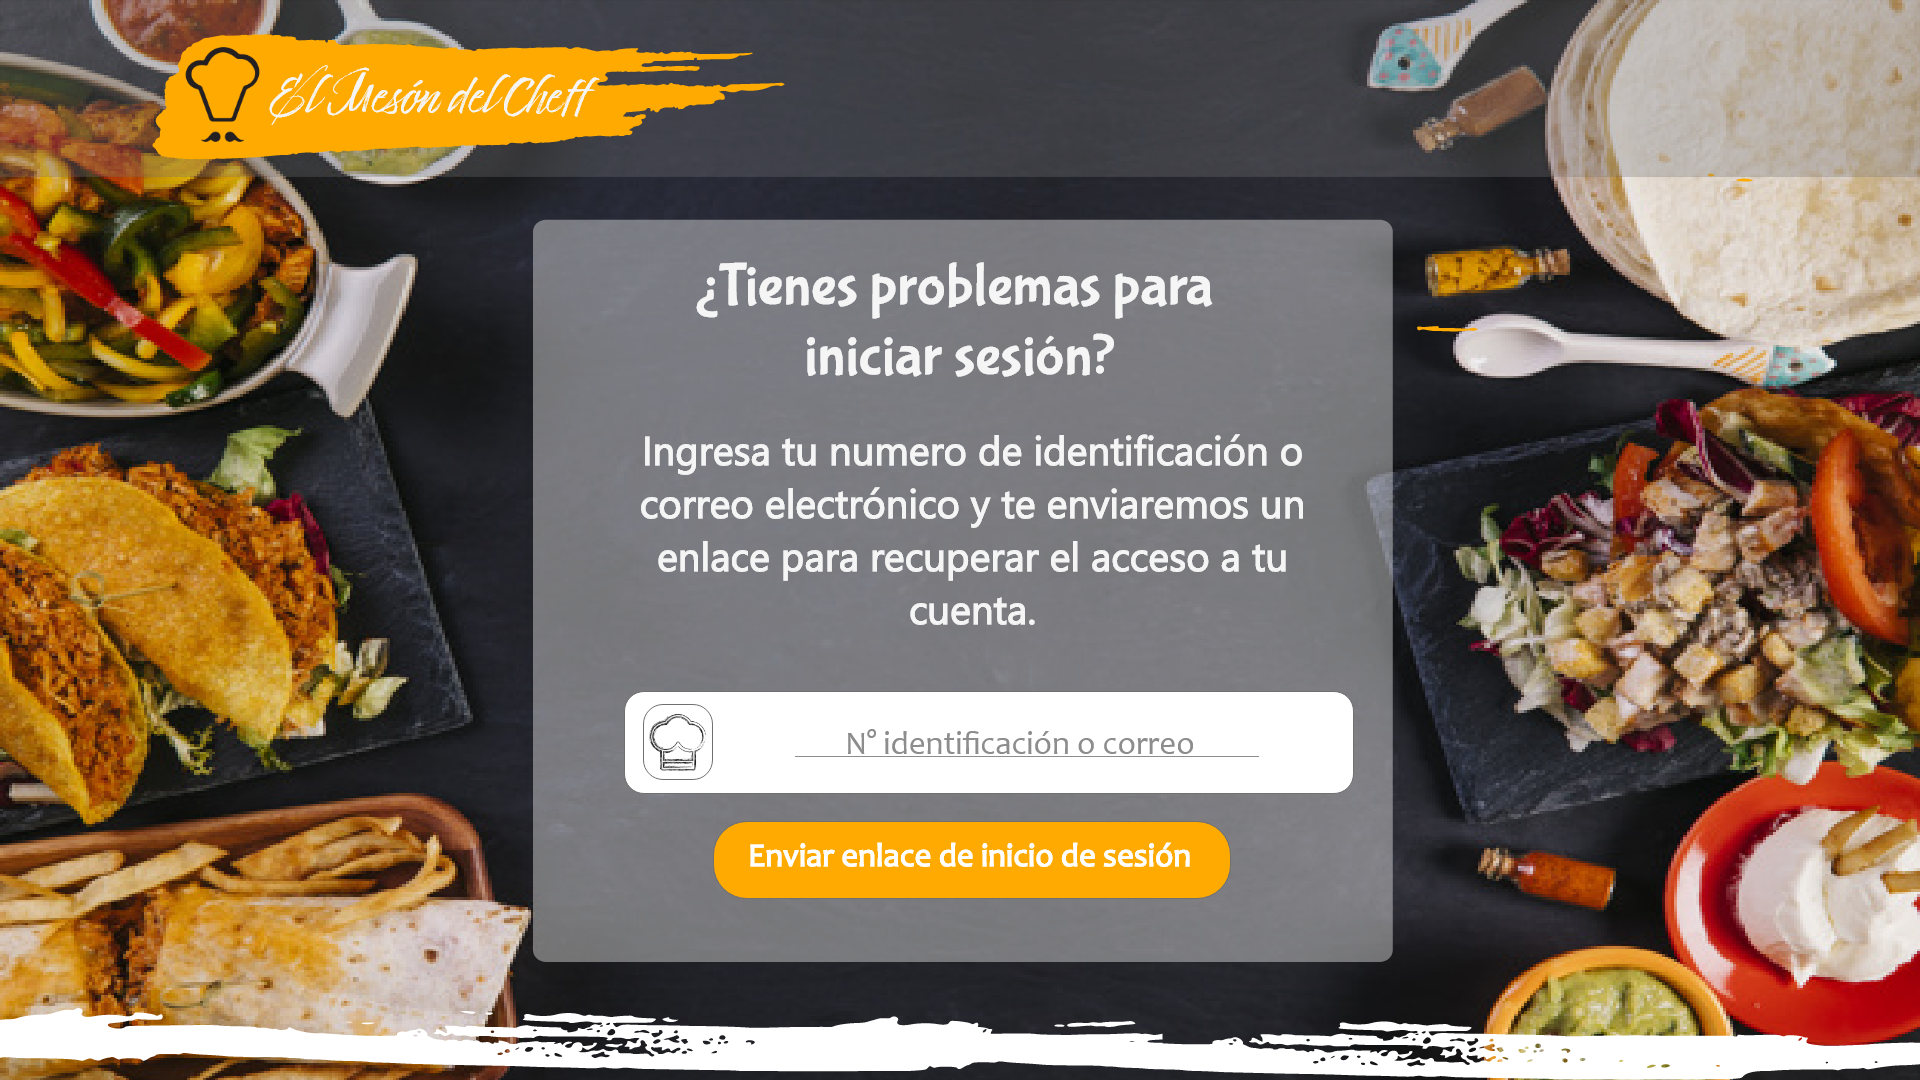 El Mesón del Cheff
¿Tienes problemas para
iniciar sesión?
Ingresa tu numero de identificación o
correo electrónico y te enviaremos un
enlace para recuperar el acceso a tu
cuenta.
N° identificación o correo
Enviar enlace de inicio de sesión